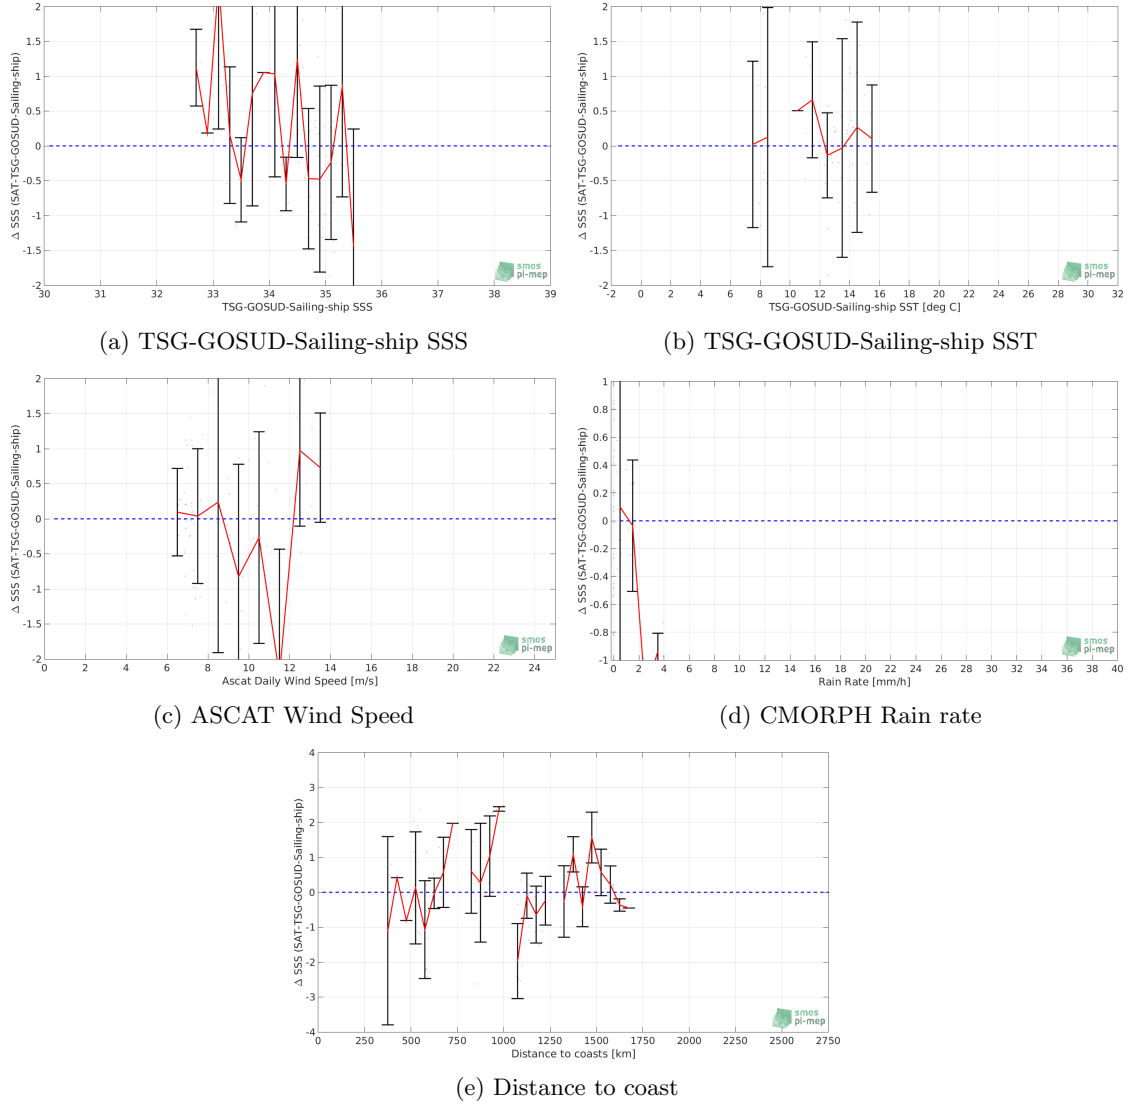 2
1.5
1
0.5
0
-0.5
-1
-1.5
-2
Δ SSS (SAT-TSG-GOSUD-Sailing-ship)
30 31 32 33 34 35 36 37 38 39
TSG-GOSUD-Sailing-ship SSS
smos
pi-mep
(a) TSG-GOSUD-Sailing-ship SSS
2
1.5
1
0.5
0
-0.5
-1
-1.5
-2
Δ SSS (SAT-TSG-GOSUD-Sailing-ship)
-2 0 2 4 6 8 10 12 14 16 18 20 22 24 26 28 30 32
TSG-GOSUD-Sailing-ship SST [deg C]
smos
pi-mep
(b) TSG-GOSUD-Sailing-ship SST
2
1.5
1
0.5
0
-0.5
-1
-1.5
-2
Δ SSS (SAT-TSG-GOSUD-Sailing-ship)
0 2 4 6 8 10 12 14 16 18 20 22 24
Ascat Daily Wind Speed [m/s]
smos
pi-mep
(c) ASCAT Wind Speed
1
0.8
0.6
0.4
0.2
0
-0.2
-0.4
-0.6
-0.8
-1
Δ SSS (SAT-TSG-GOSUD-Sailing-ship)
0 2 4 6 8 10 12 14 16 18 20 22 24 26 28 30 32 34 36 38 40
Rain Rate [mm/h]
smos
pi-mep
(d) CMORPH Rain rate
4
3
2
1
0
-1
-2
-3
-4
Δ SSS (SAT-TSG-GOSUD-Sailing-ship)
0 250 500 750 1000 1250 1500 1750 2000 2250 2500 2750
Distance to coasts [km]
smos
pi-mep
(e) Distance to coast